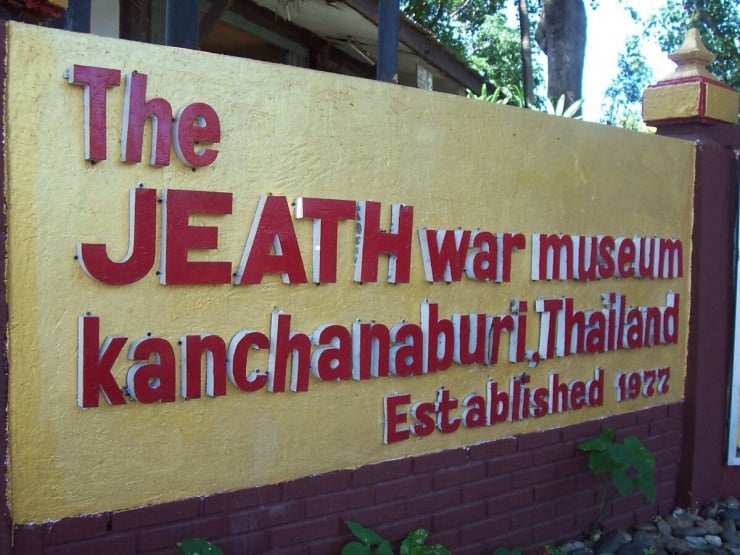 The
JEATH war museum
kanchanaburi,Thailand
Established 1977